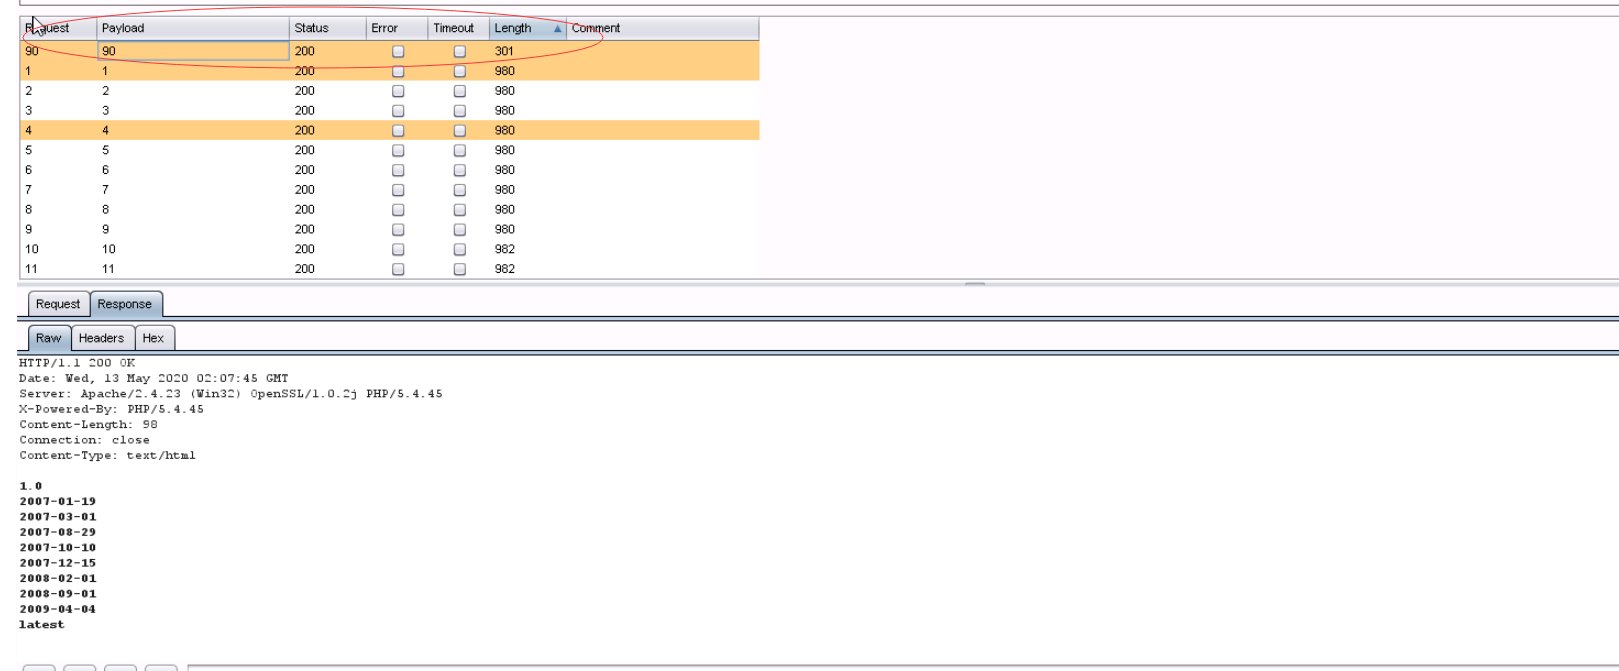 Request Payload Status Error Timeout Length Comment
90 90 200 301
1 1 200 980
2 2 200 980
3 3 200 980
4 4 200 980
5 5 200 980
6 6 200 980
7 7 200 980
8 8 200 980
9 9 200 980
10 10 200 982
11 11 200 982
Request Response
Raw Headers Hex
HTTP/1.1 200 OK
Date: Wed, 13 May 2020 02:07:45 GMT
Server: Apache/2.4.23 (Win32) OpenSSL/1.0.2j PHP/5.4.45
X-Powered-By: PHP/5.4.45
Content-Length: 98
Connection: close
Content-Type: text/html
1.0
2007-01-19
2007-03-01
2007-08-29
2007-10-10
2007-12-15
2008-02-01
2008-09-01
2009-04-04
latest